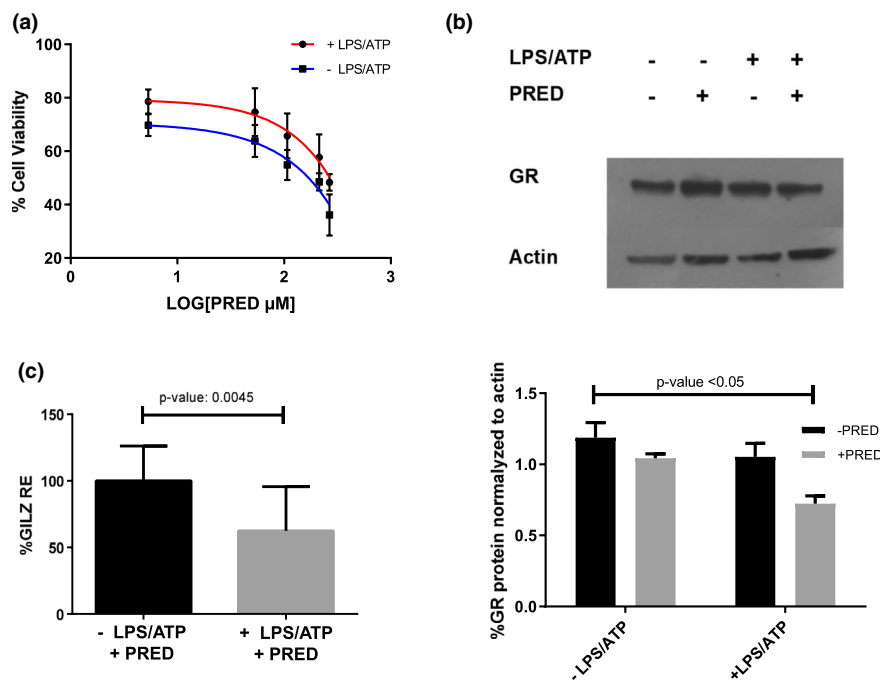 (a)
100
80
60
40
20
% Cell Viability
0 1 2 3
LOG[PRED µM]
+ LPS/ATP
- LPS/ATP
(b)
LPS/ATP - - + +
PRED - + - +
GR
Actin
(c)
p-value: 0.0045
150
100
50
0
%GILZ RE
- LPS/ATP
+ PRED
+ LPS/ATP
+ PRED
%GR protein normalyzed to actin
1.5
1.0
0.5
0.0
p-value <0.05
-PRED
+PRED
- LPS/ATP
+LPS/ATP